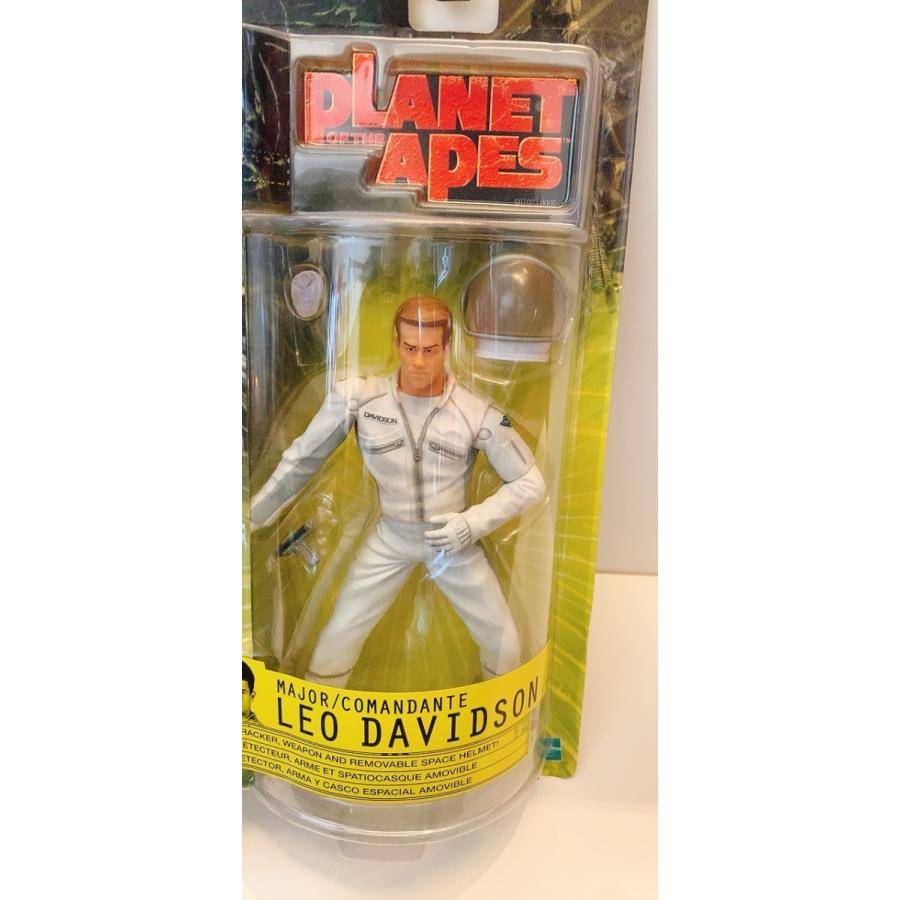 PLANET
OF THE
APES™
DAVIDSON
MAJOR/COMANDANTE
LEO DAVIDSON
RACKER, WEAPON AND REMOVABLE SPACE HELMET!
ÉTECTEUR, ARME ET SPATIOCASQUE AMOVIBLE
ETECTOR, ARMA Y CASCO ESPACIAL AMOVIBLE